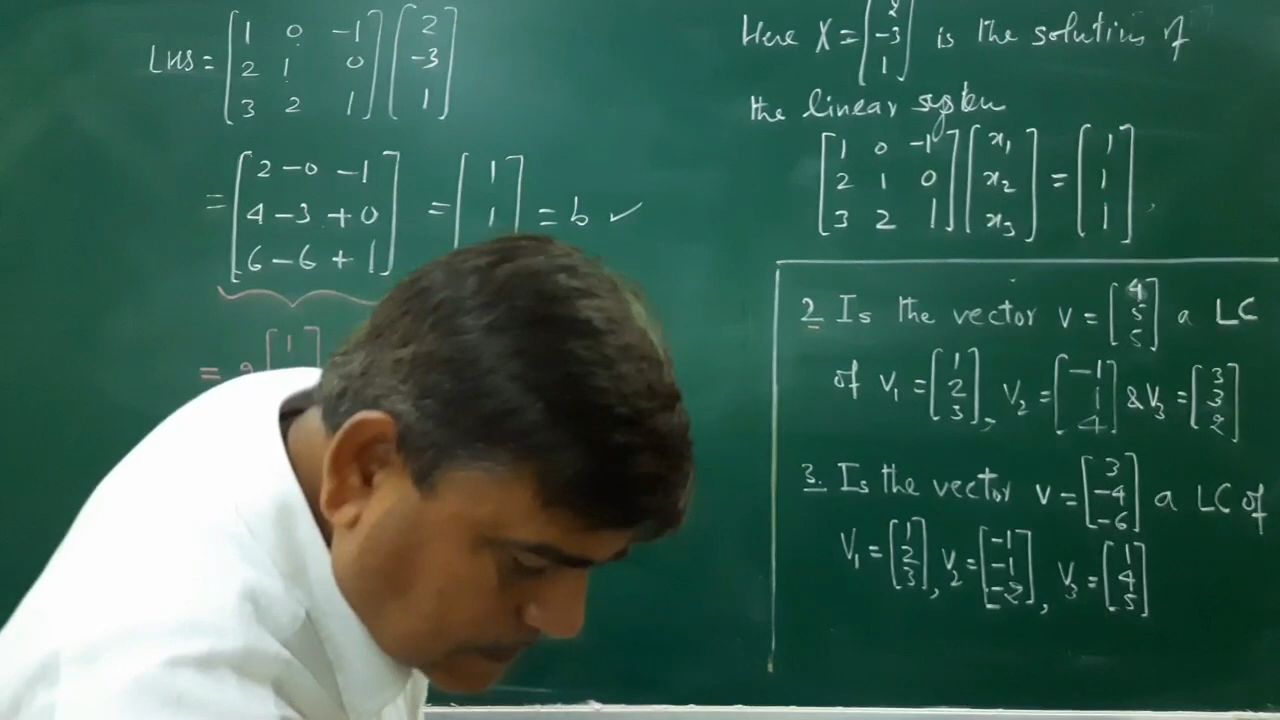 LHS = [1 0 -1; 2 1 0; 3 2 1] [2; -3; 1]
= [2 - 0 - 1; 4 - 3 + 0; 6 - 6 + 1] = [1; 1 = b ✓
= [1
Here X = [2; -3; 1] is the solution of
the linear system
[1 0 -1; 2 1 0; 3 2 1] [x₁; x₂; x₃] = [1; 1; 1],
2 Is the vector v = [4; 5; 5] a LC
of v₁ = [1; 2; 3], v₂ = [-1; 1; 4] & v₃ = [3; 3; 2]
3. Is the vector v = [3; -4; -6] a LC of
v₁ = [1; 2; 3], v₂ = [-1; -1; -2], v₃ = [1; 4; 5]